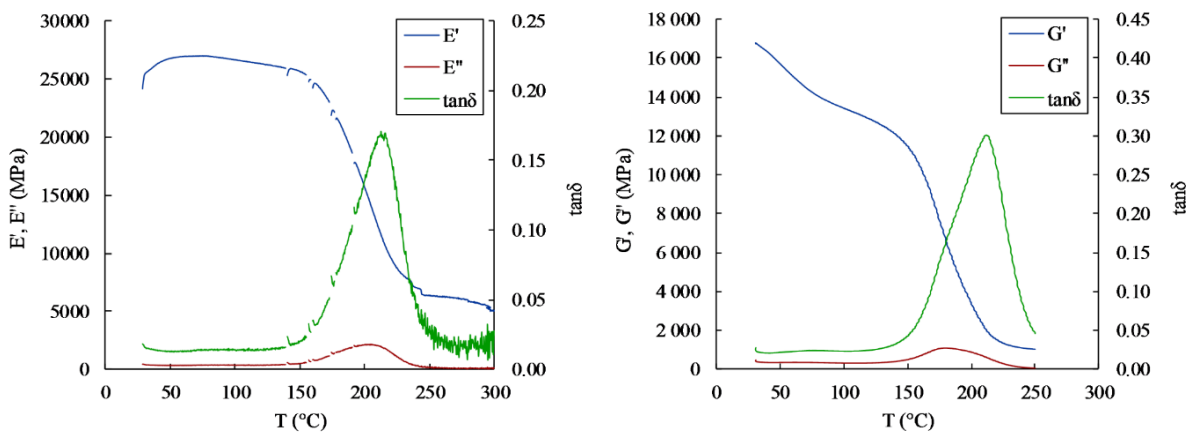 30000
25000
20000
15000
10000
5000
0
E', E'' (MPa)
0 50 100 150 200 250 300
T (°C)
0.25
0.20
0.15
0.10
0.05
0.00
tanδ
E'
E''
tanδ
18 000
16 000
14 000
12 000
10 000
8 000
6 000
4 000
2 000
0
G', G'' (MPa)
0 50 100 150 200 250 300
T (°C)
0.45
0.40
0.35
0.30
0.25
0.20
0.15
0.10
0.05
0.00
tanδ
G'
G''
tanδ